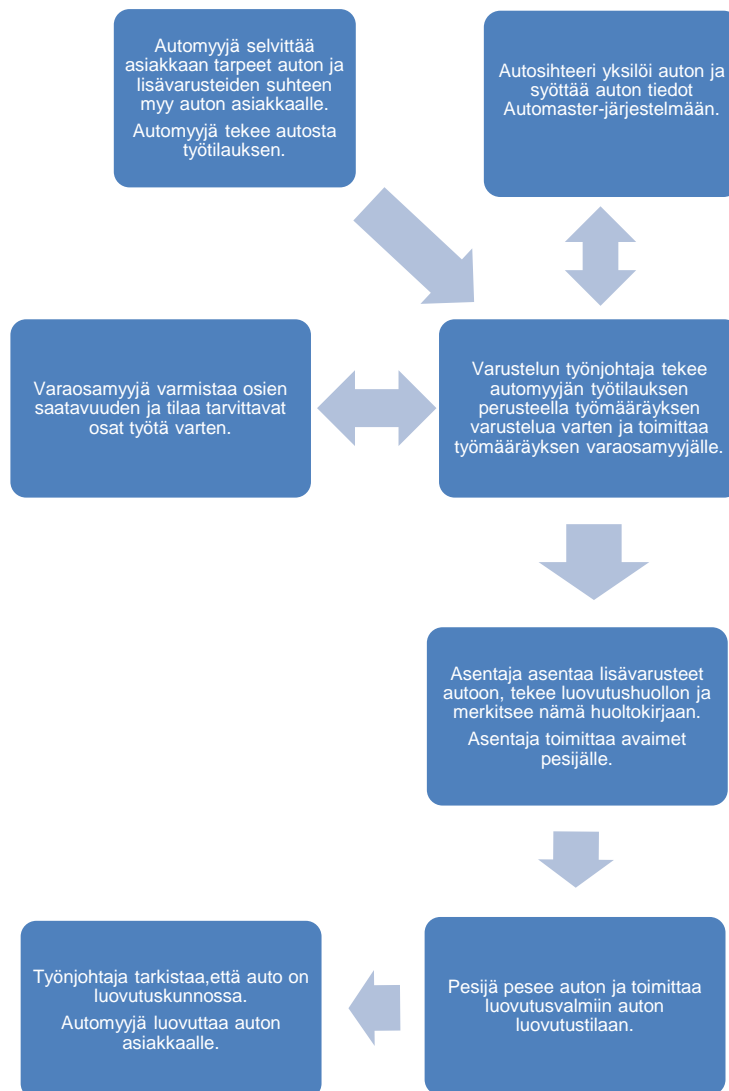 Automyyjä selvittää
asiakkaan tarpeet auton ja
lisävarusteiden suhteen
myy auton asiakkaalle.
Automyyjä tekee autosta
työtilauksen.
Autosihteeri yksilöi auton ja
syöttää auton tiedot
Automaster-järjestelmään.
Varaosamyyjä varmistaa osien
saatavuuden ja tilaa tarvittavat
osat työtä varten.
Varustelun työnjohtaja tekee
automyyjän työtilauksen
perusteella työmääräyksen
varustelua varten ja toimittaa
työmääräyksen varaosamyyjälle.
Asentaja asentaa lisävarusteet
autoon, tekee luovutushuollon ja
merkitsee nämä huoltokirjaan.
Asentaja toimittaa avaimet
pesijälle.
Työnjohtaja tarkistaa,että auto on
luovutuskunnossa.
Automyyjä luovuttaa auton
asiakkaalle.
Pesijä pesee auton ja toimittaa
luovutusvalmiin auton
luovutustilaan.